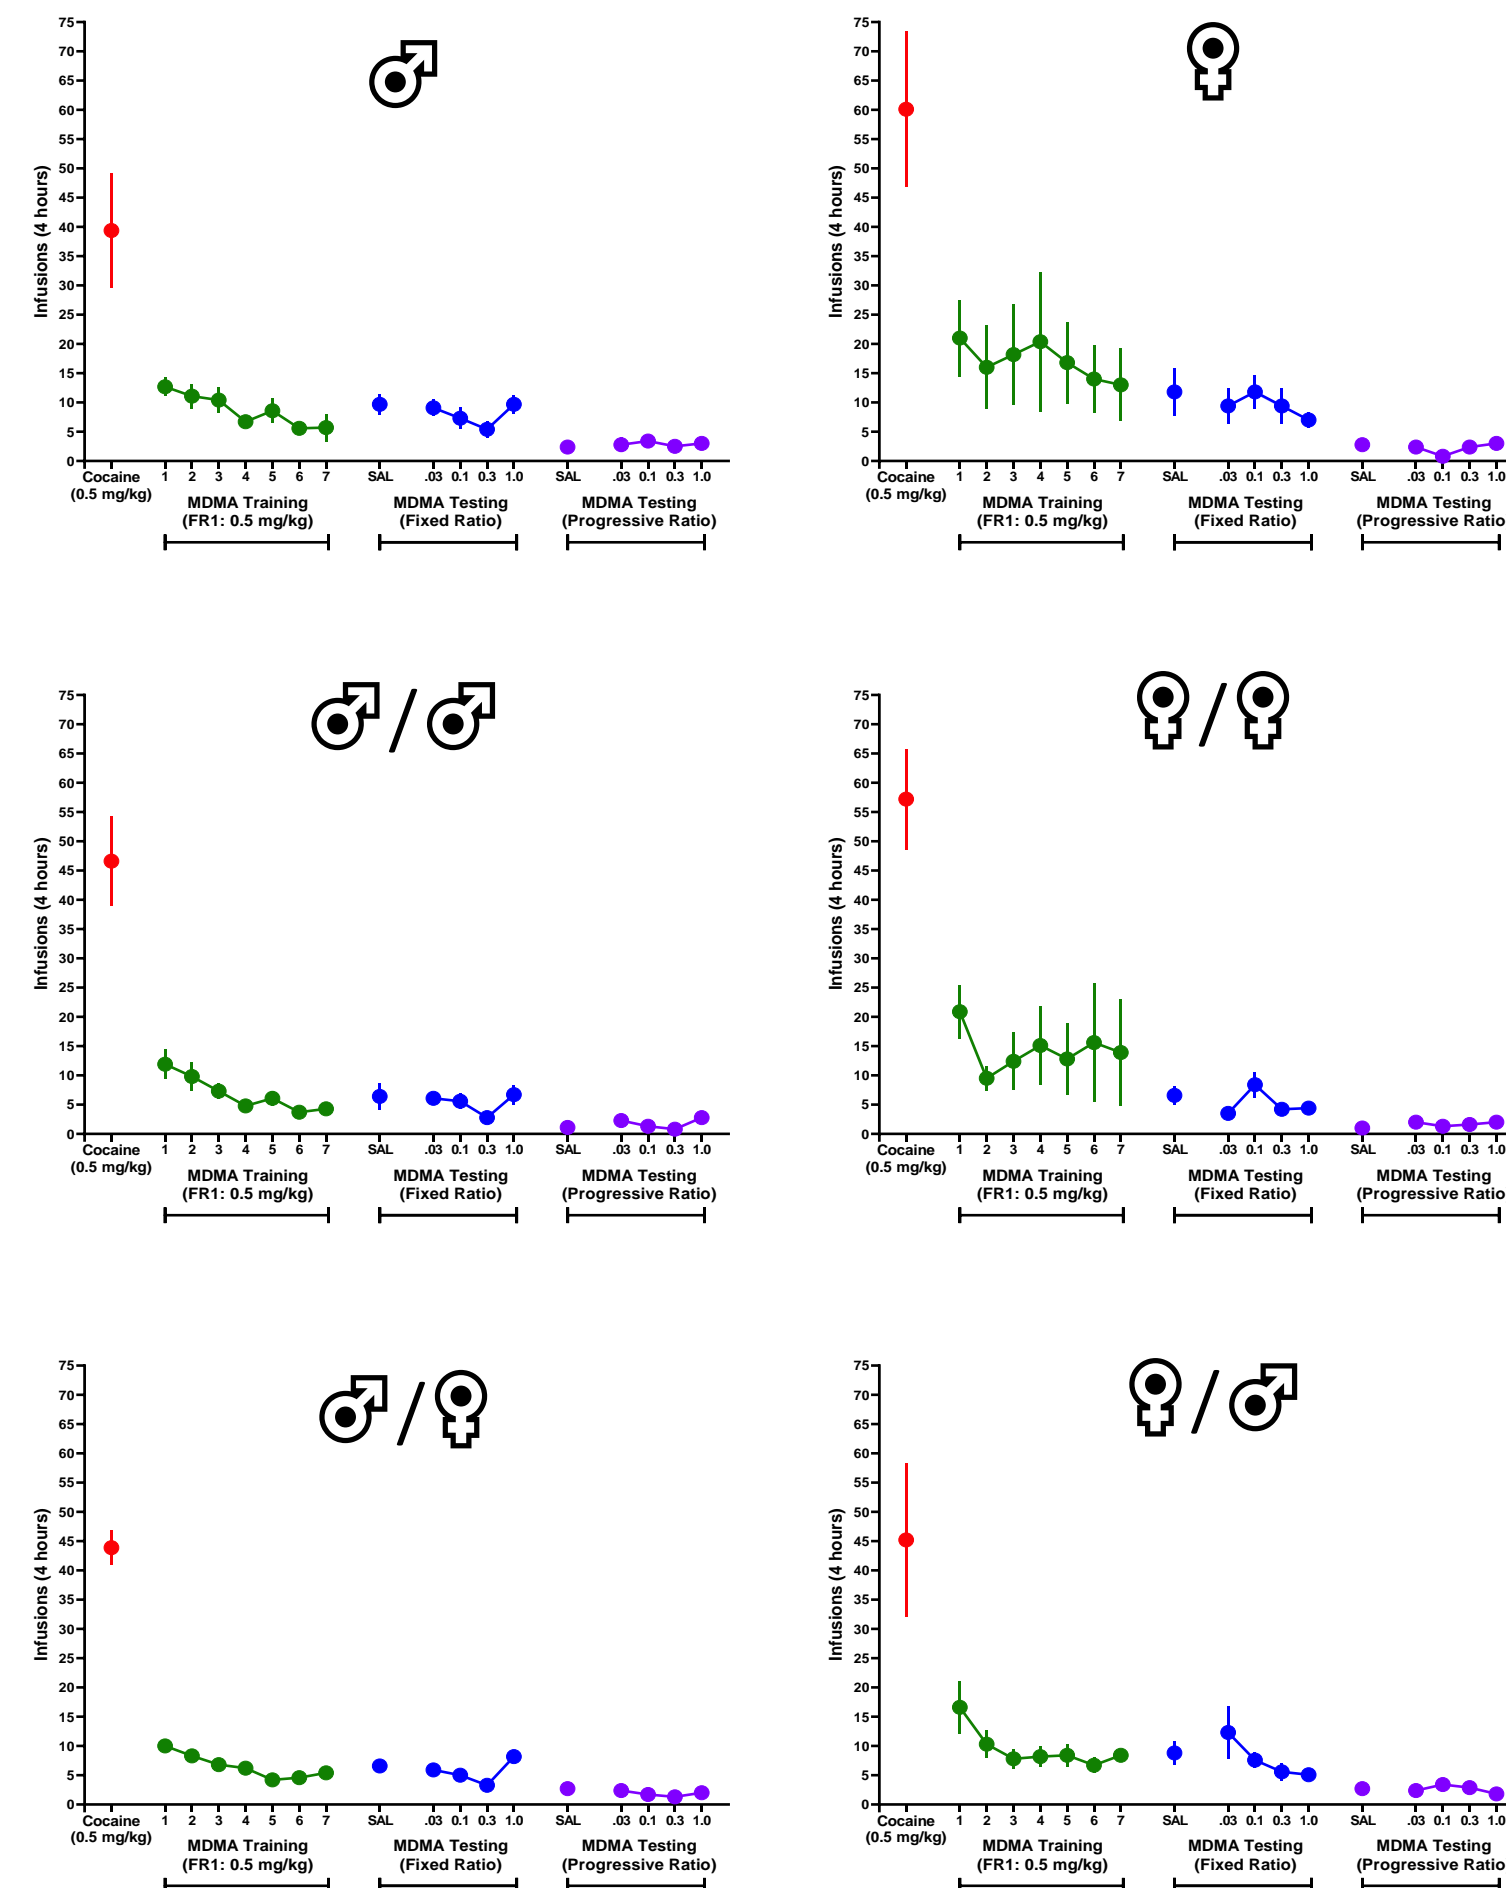 ♂
75
70
65
60
55
50
45
40
35
30
25
20
15
10
5
0
Infusions (4 hours)
Cocaine
(0.5 mg/kg)
1 2 3 4 5 6 7
MDMA Training
(FR1: 0.5 mg/kg)
SAL .03 0.1 0.3 1.0
MDMA Testing
(Fixed Ratio)
SAL .03 0.1 0.3 1.0
MDMA Testing
(Progressive Ratio)
♀
75
70
65
60
55
50
45
40
35
30
25
20
15
10
5
0
Infusions (4 hours)
Cocaine
(0.5 mg/kg)
1 2 3 4 5 6 7
MDMA Training
(FR1: 0.5 mg/kg)
SAL .03 0.1 0.3 1.0
MDMA Testing
(Fixed Ratio)
SAL .03 0.1 0.3 1.0
MDMA Testing
(Progressive Ratio
♂/♂
75
70
65
60
55
50
45
40
35
30
25
20
15
10
5
0
Infusions (4 hours)
Cocaine
(0.5 mg/kg)
1 2 3 4 5 6 7
MDMA Training
(FR1: 0.5 mg/kg)
SAL .03 0.1 0.3 1.0
MDMA Testing
(Fixed Ratio)
SAL .03 0.1 0.3 1.0
MDMA Testing
(Progressive Ratio)
♀/♀
75
70
65
60
55
50
45
40
35
30
25
20
15
10
5
0
Infusions (4 hours)
Cocaine
(0.5 mg/kg)
1 2 3 4 5 6 7
MDMA Training
(FR1: 0.5 mg/kg)
SAL .03 0.1 0.3 1.0
MDMA Testing
(Fixed Ratio)
SAL .03 0.1 0.3 1.0
MDMA Testing
(Progressive Ratio
♂/♀
75
70
65
60
55
50
45
40
35
30
25
20
15
10
5
0
Infusions (4 hours)
Cocaine
(0.5 mg/kg)
1 2 3 4 5 6 7
MDMA Training
(FR1: 0.5 mg/kg)
SAL .03 0.1 0.3 1.0
MDMA Testing
(Fixed Ratio)
SAL .03 0.1 0.3 1.0
MDMA Testing
(Progressive Ratio)
♀/♂
75
70
65
60
55
50
45
40
35
30
25
20
15
10
5
0
Infusions (4 hours)
Cocaine
(0.5 mg/kg)
1 2 3 4 5 6 7
MDMA Training
(FR1: 0.5 mg/kg)
SAL .03 0.1 0.3 1.0
MDMA Testing
(Fixed Ratio)
SAL .03 0.1 0.3 1.0
MDMA Testing
(Progressive Ratio